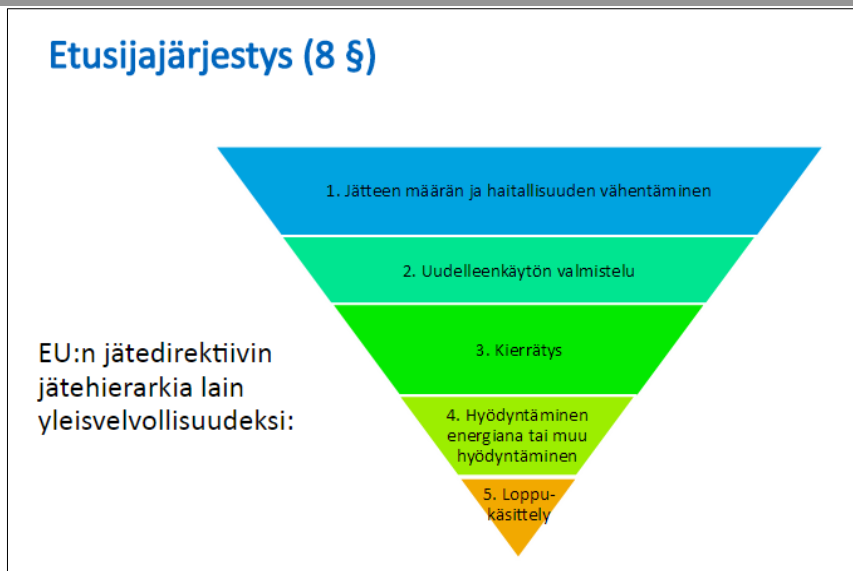 Etusijajärjestys (8 §)
1. Jätteen määrän ja haitallisuuden vähentäminen
2. Uudelleenkäytön valmistelu
3. Kierrätys
EU:n jätedirektiivin
jätehierarkia lain
yleisvelvollisuudeksi:
4. Hyödyntäminen
energiana tai muu
hyödyntäminen
5. Loppu-
käsittely